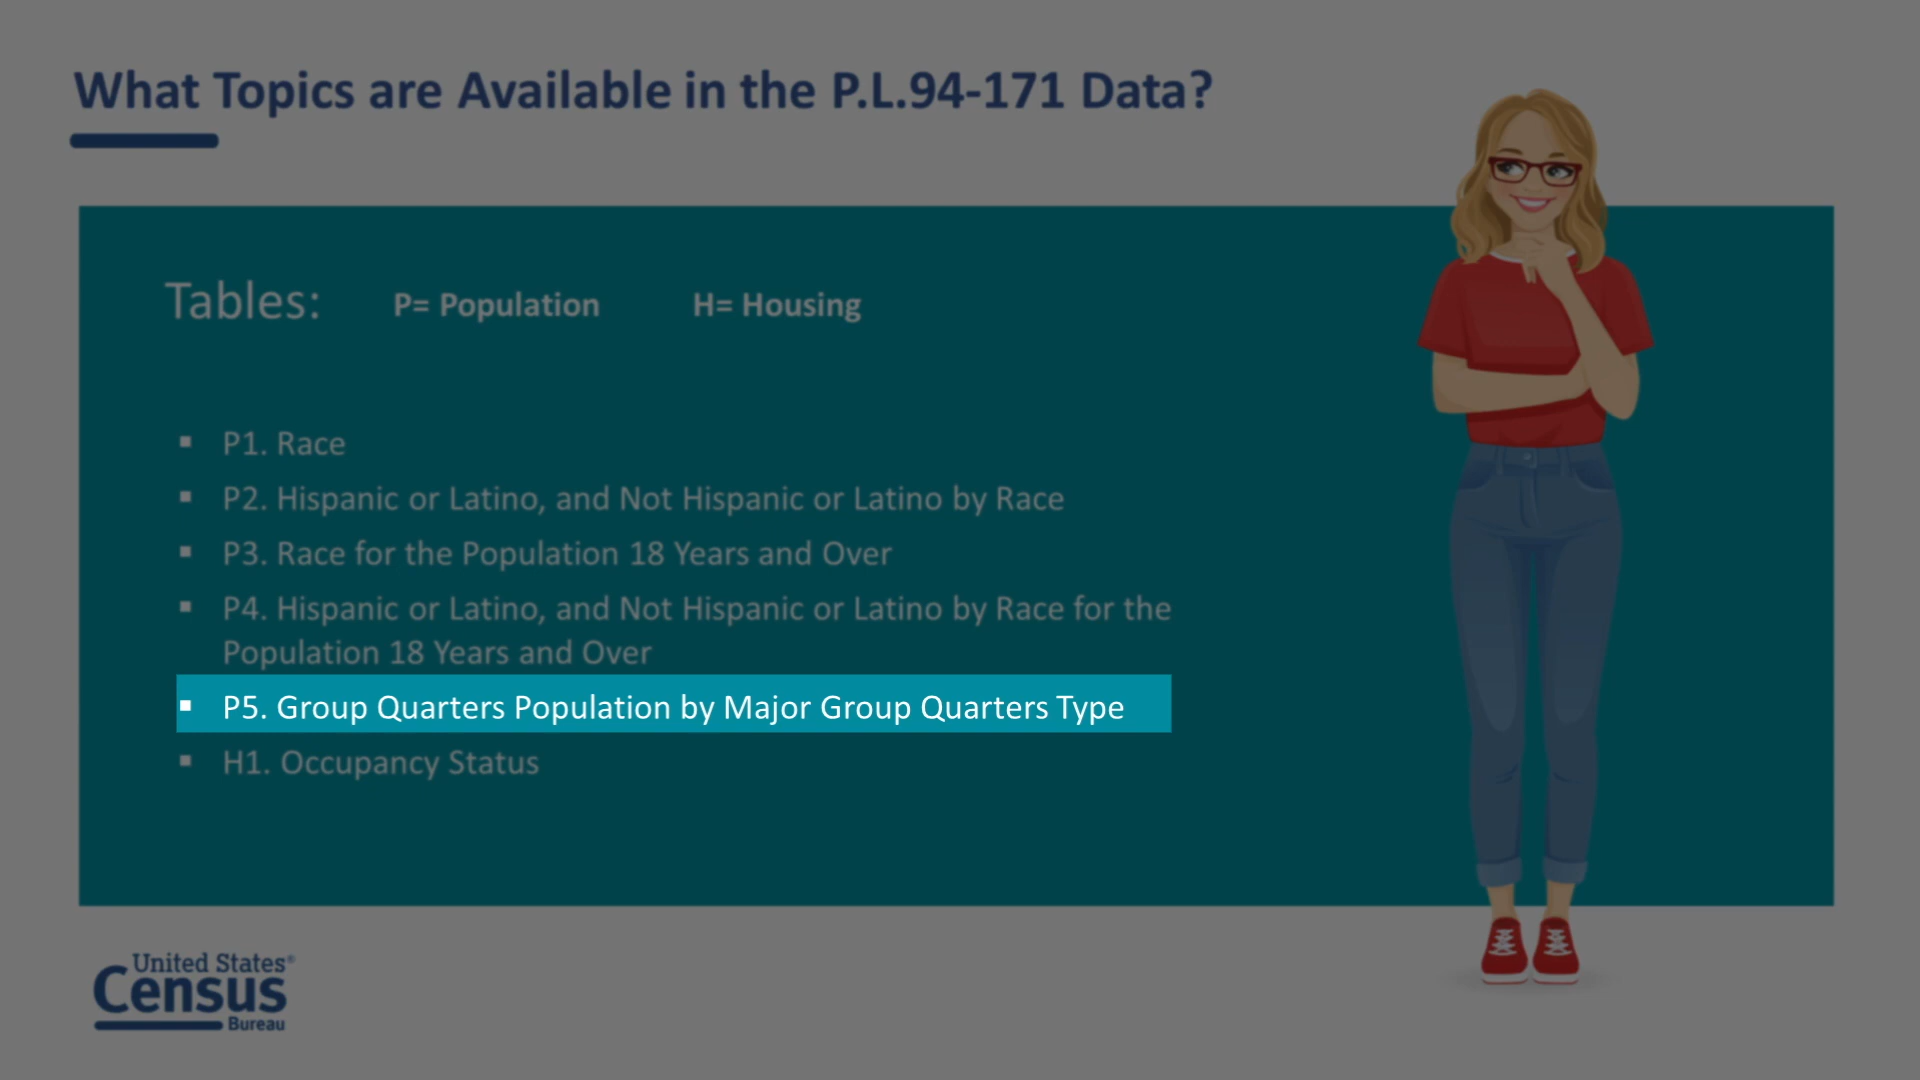 What Topics are Available in the P.L.94-171 Data?
Tables: P= Population H= Housing
▪ P1. Race
▪ P2. Hispanic or Latino, and Not Hispanic or Latino by Race
▪ P3. Race for the Population 18 Years and Over
▪ P4. Hispanic or Latino, and Not Hispanic or Latino by Race for the
Population 18 Years and Over
▪ P5. Group Quarters Population by Major Group Quarters Type
▪ H1. Occupancy Status
United States®
Census
Bureau